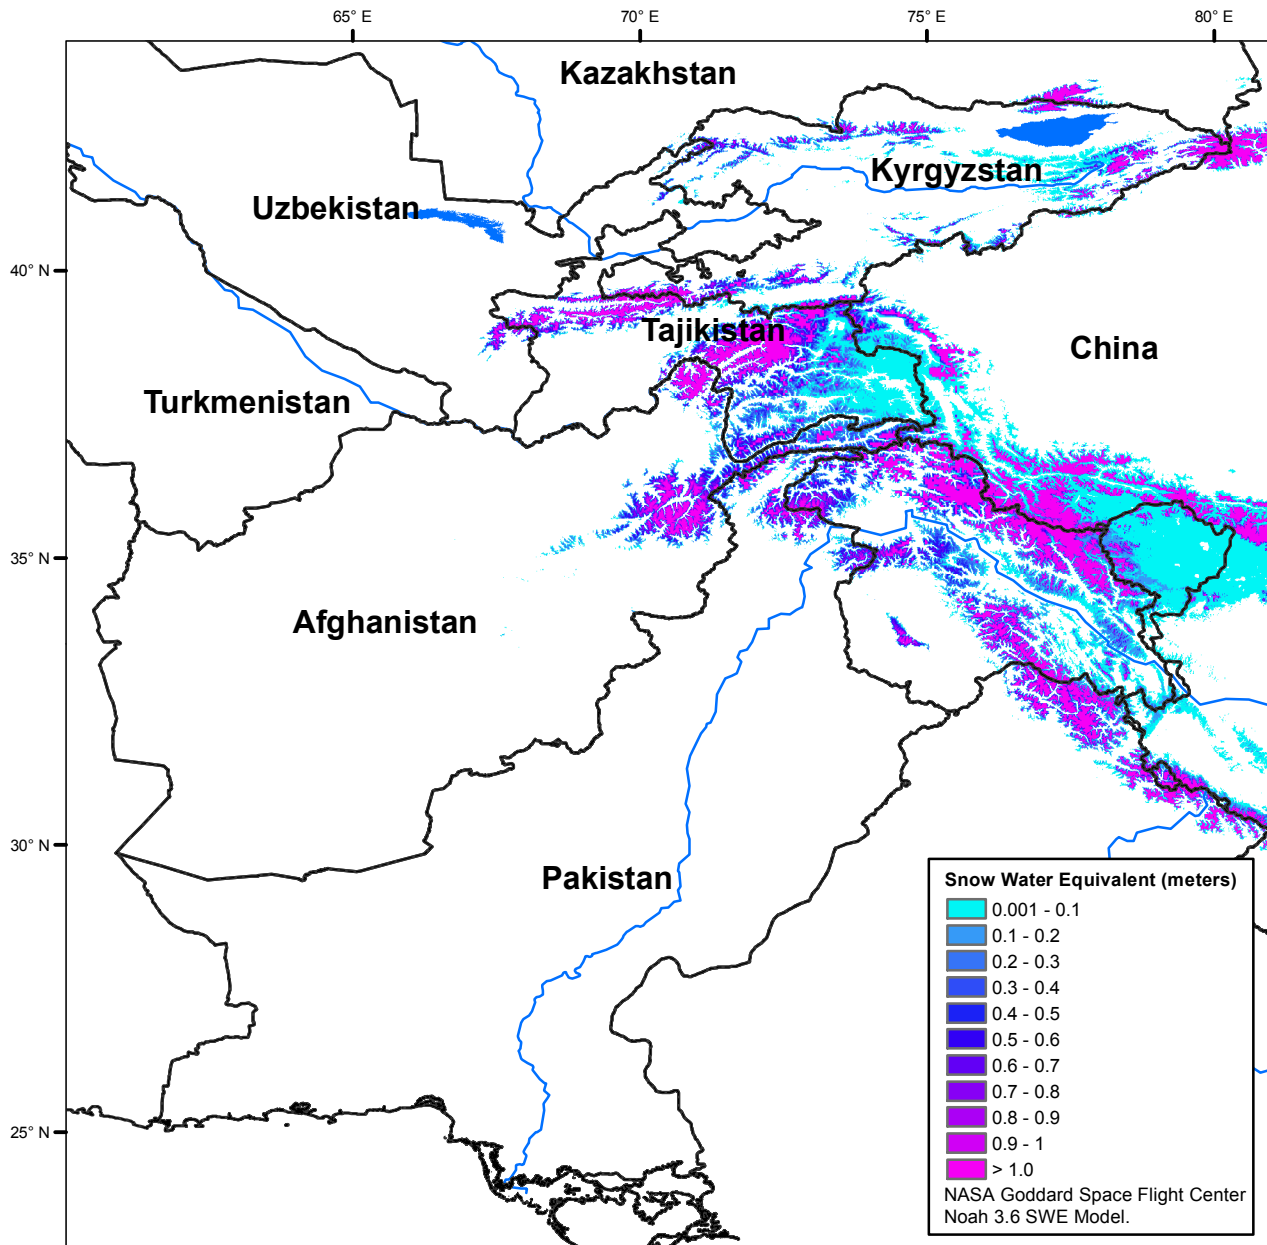 65° E
70° E
75° E
80° E
Kazakhstan
Kyrgyzstan
Uzbekistan
40° N
Tajikistan
China
Turkmenistan
35° N
Afghanistan
30° N
Pakistan
25° N
Snow Water Equivalent (meters)
0.001 - 0.1
0.1 - 0.2
0.2 - 0.3
0.3 - 0.4
0.4 - 0.5
0.5 - 0.6
0.6 - 0.7
0.7 - 0.8
0.8 - 0.9
0.9 - 1
> 1.0
NASA Goddard Space Flight Center
Noah 3.6 SWE Model.